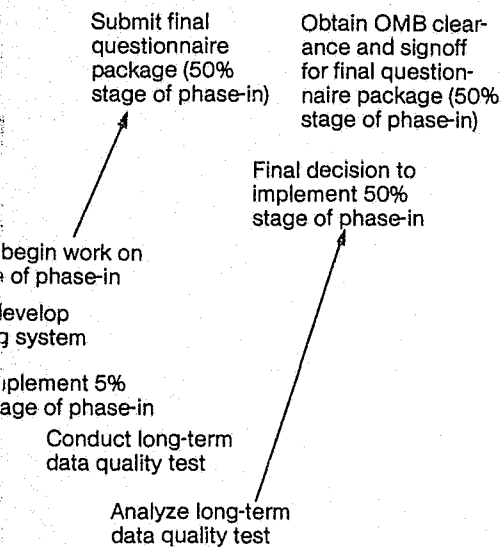 Submit final
questionnaire
package (50%
stage of phase-in)
Obtain OMB clear-
ance and signoff
for final question-
naire package (50%
stage of phase-in)
Final decision to
implement 50%
stage of phase-in
begin work on
of phase-in
system
5%
of phase-in
Conduct long-term
data quality test
Analyze long-term
data quality test